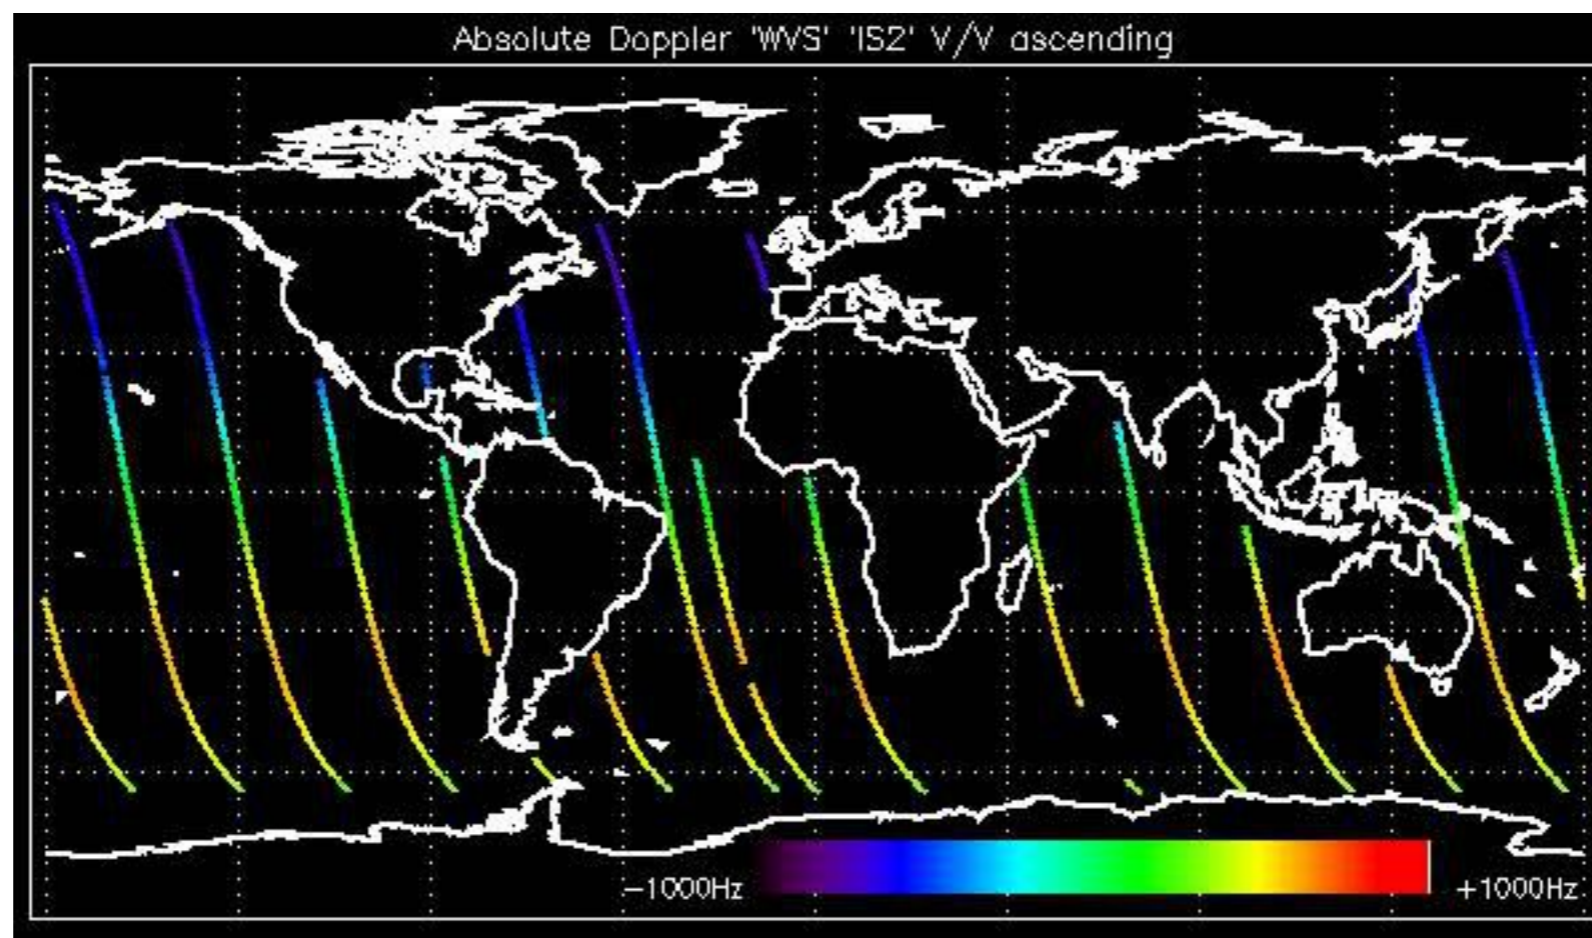 Absolute Doppler 'WVS' 'IS2' V/V ascending
−1000Hz +1000Hz